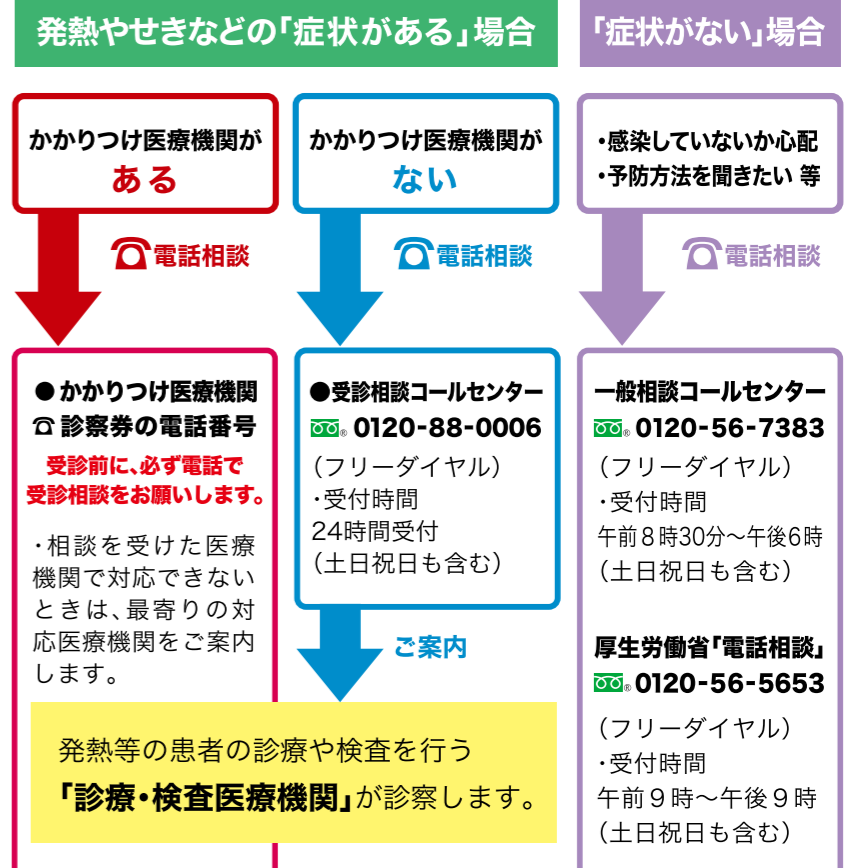 発熱やせきなどの「症状がある」場合
「症状がない」場合
かかりつけ医療機関が
ある
かかりつけ医療機関が
ない
・感染していないか心配
・予防方法を聞きたい 等
電話相談
電話相談
電話相談
●かかりつけ医療機関
☎診察券の電話番号
受診前に、必ず電話で
受診相談をお願いします。
・相談を受けた医療
機関で対応できない
ときは、最寄りの対
応医療機関をご案内
します。
●受診相談コールセンター
® 0120-88-0006
（フリーダイヤル）
・受付時間
24時間受付
（土日祝日も含む）
ご案内
発熱等の患者の診療や検査を行う
「診療・検査医療機関」が診察します。
一般相談コールセンター
® 0120-56-7383
（フリーダイヤル）
・受付時間
午前８時30分～午後6時
（土日祝日も含む）
厚生労働省「電話相談」
® 0120-56-5653
（フリーダイヤル）
・受付時間
午前９時～午後９時
（土日祝日も含む）